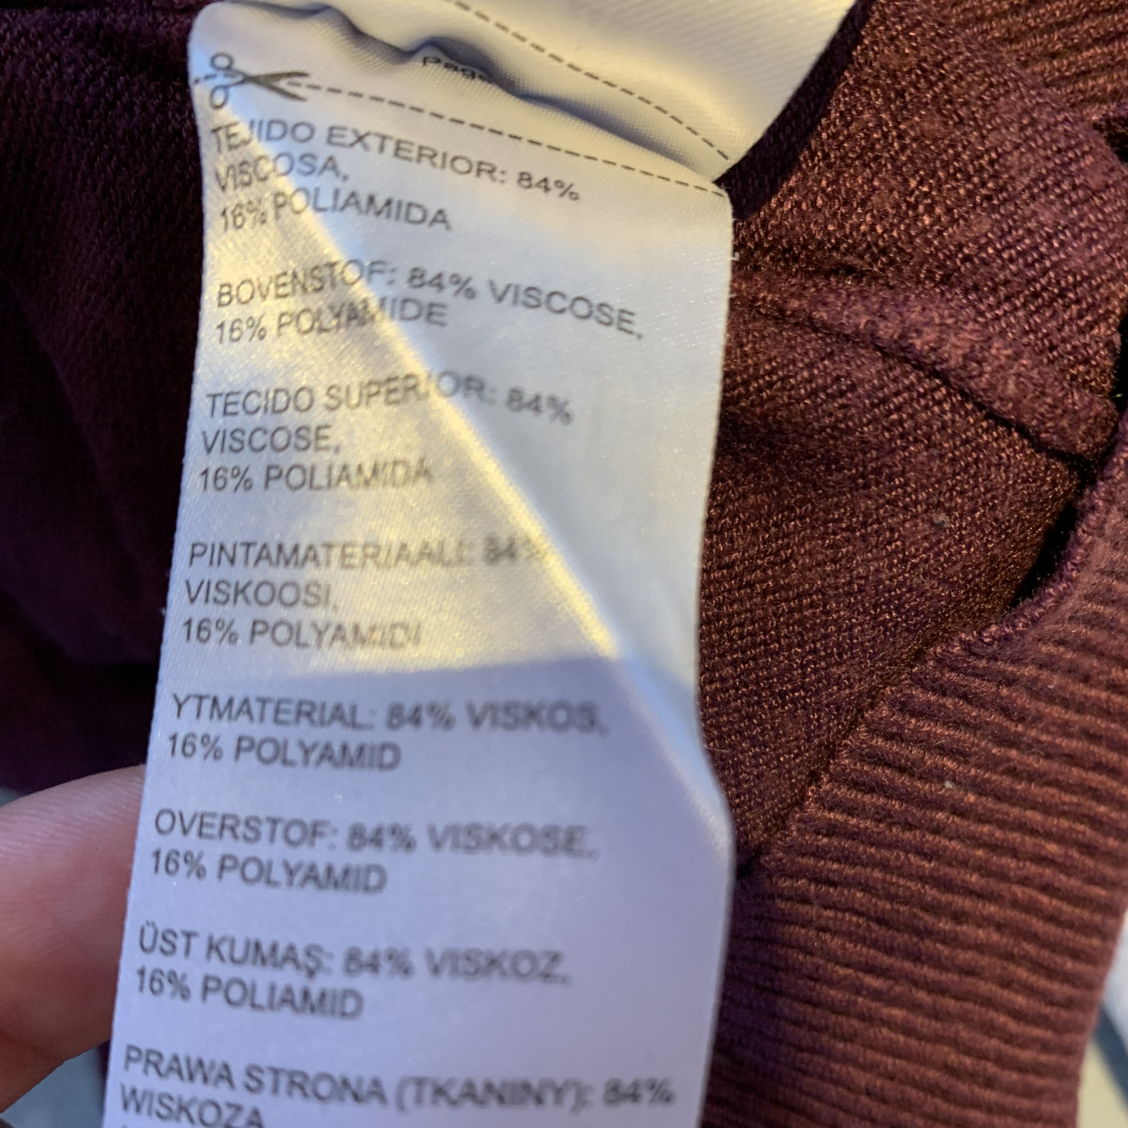 Page
TEJIDO EXTERIOR: 84%
VISCOSA,
16% POLIAMIDA
BOVENSTOF: 84% VISCOSE,
16% POLYAMIDE
TECIDO SUPERIOR: 84%
VISCOSE,
16% POLIAMIDA
PINTAMATERIAALI: 84%
VISKOOSI,
16% POLYAMIDI
YTMATERIAL: 84% VISKOS,
16% POLYAMID
OVERSTOF: 84% VISKOSE,
16% POLYAMID
ÜST KUMAŞ: 84% VISKOZ,
16% POLIAMID
PRAWA STRONA (TKANINY): 84%
WISKOZA